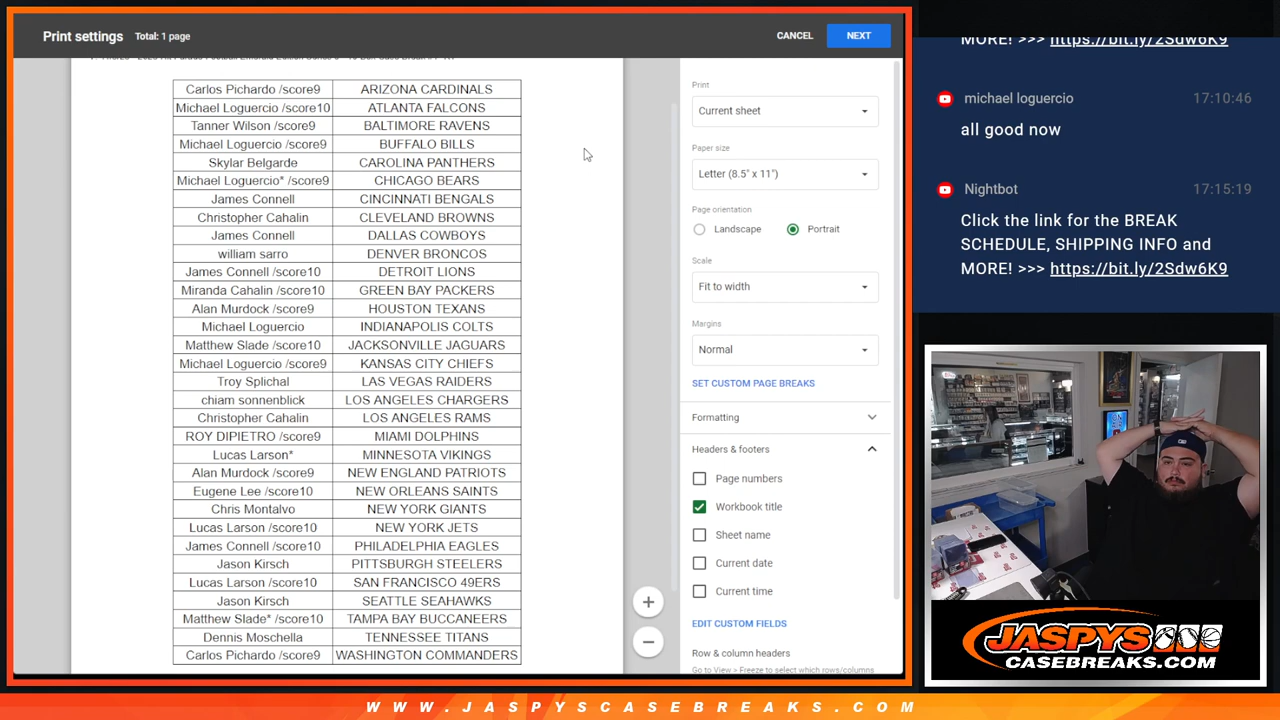 Print settings Total: 1 page CANCEL NEXT
Carlos Pichardo /score9 ARIZONA CARDINALS
Michael Loguercio /score10 ATLANTA FALCONS
Tanner Wilson /score9 BALTIMORE RAVENS
Michael Loguercio /score9 BUFFALO BILLS
Skylar Belgarde CAROLINA PANTHERS
Michael Loguercio* /score9 CHICAGO BEARS
James Connell CINCINNATI BENGALS
Christopher Cahalin CLEVELAND BROWNS
James Connell DALLAS COWBOYS
william sarro DENVER BRONCOS
James Connell /score10 DETROIT LIONS
Miranda Cahalin /score10 GREEN BAY PACKERS
Alan Murdock /score9 HOUSTON TEXANS
Michael Loguercio INDIANAPOLIS COLTS
Matthew Slade /score10 JACKSONVILLE JAGUARS
Michael Loguercio /score9 KANSAS CITY CHIEFS
Troy Splichal LAS VEGAS RAIDERS
chiam sonnenblick LOS ANGELES CHARGERS
Christopher Cahalin LOS ANGELES RAMS
ROY DIPIETRO /score9 MIAMI DOLPHINS
Lucas Larson* MINNESOTA VIKINGS
Alan Murdock /score9 NEW ENGLAND PATRIOTS
Eugene Lee /score10 NEW ORLEANS SAINTS
Chris Montalvo NEW YORK GIANTS
Lucas Larson /score10 NEW YORK JETS
James Connell /score10 PHILADELPHIA EAGLES
Jason Kirsch PITTSBURGH STEELERS
Lucas Larson /score10 SAN FRANCISCO 49ERS
Jason Kirsch SEATTLE SEAHAWKS
Matthew Slade* /score10 TAMPA BAY BUCCANEERS
Dennis Moschella TENNESSEE TITANS
Carlos Pichardo /score9 WASHINGTON COMMANDERS
Print
Current sheet
Paper size
Letter (8.5" x 11")
Page orientation
Landscape Portrait
Scale
Fit to width
Margins
Normal
SET CUSTOM PAGE BREAKS
Formatting
Headers & footers
Page numbers
Workbook title
Sheet name
Current date
Current time
EDIT CUSTOM FIELDS
Row & column headers
Go to View > Freeze to select which rows/columns
MORE! >>> https://bit.ly/2Sdw6K9
michael loguercio 17:10:46
all good now
Nightbot 17:15:19
Click the link for the BREAK
SCHEDULE, SHIPPING INFO and
MORE! >>> https://bit.ly/2Sdw6K9
JASPYS
CASEBREAKS.COM
WWW.JASPYSCASEBREAKS.COM